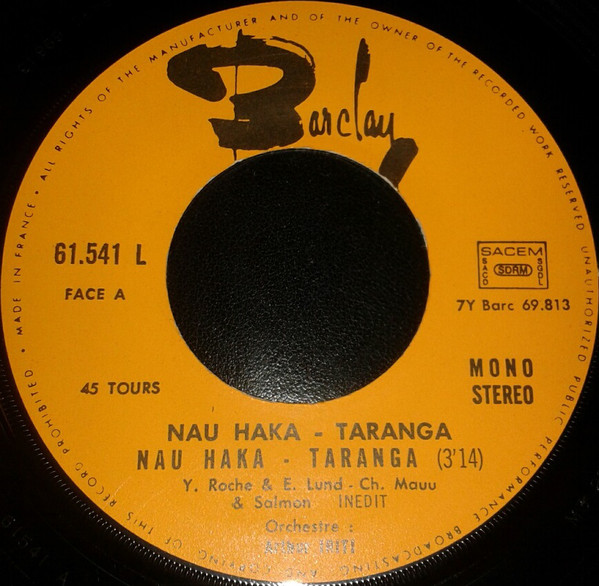 ALL RIGHTS OF THE MANUFACTURER AND OF THE OWNER OF THE RECORDED WORK RESERVED UNAUTHORIZED PUBLIC PERFORMANCE BROADCASTING AND COPYING OF THIS RECORD PROHIBITED • MADE IN FRANCE •
Barclay
61.541 L
FACE A
SACEM
SACD SDRM SGDL
7Y Barc 69.813
45 TOURS
MONO
STEREO
NAU HAKA - TARANGA
NAU HAKA - TARANGA (3'14)
Y. Roche & E. Lund - Ch. Mauu
& Salmon INEDIT
Orchestre :